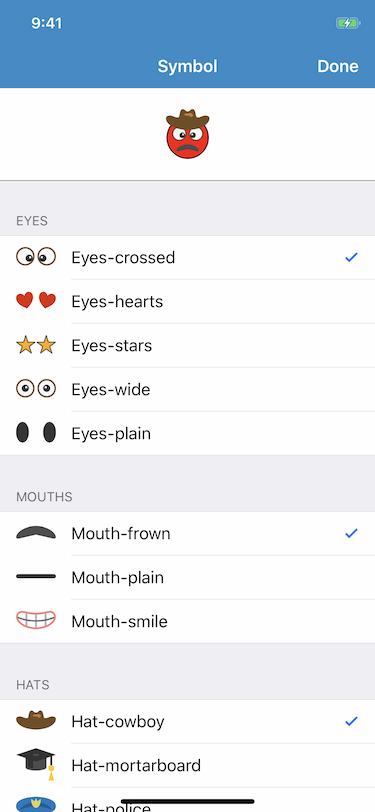 9:41
Symbol Done
EYES
Eyes-crossed
Eyes-hearts
Eyes-stars
Eyes-wide
Eyes-plain
MOUTHS
Mouth-frown
Mouth-plain
Mouth-smile
HATS
Hat-cowboy
Hat-mortarboard
Hat-police